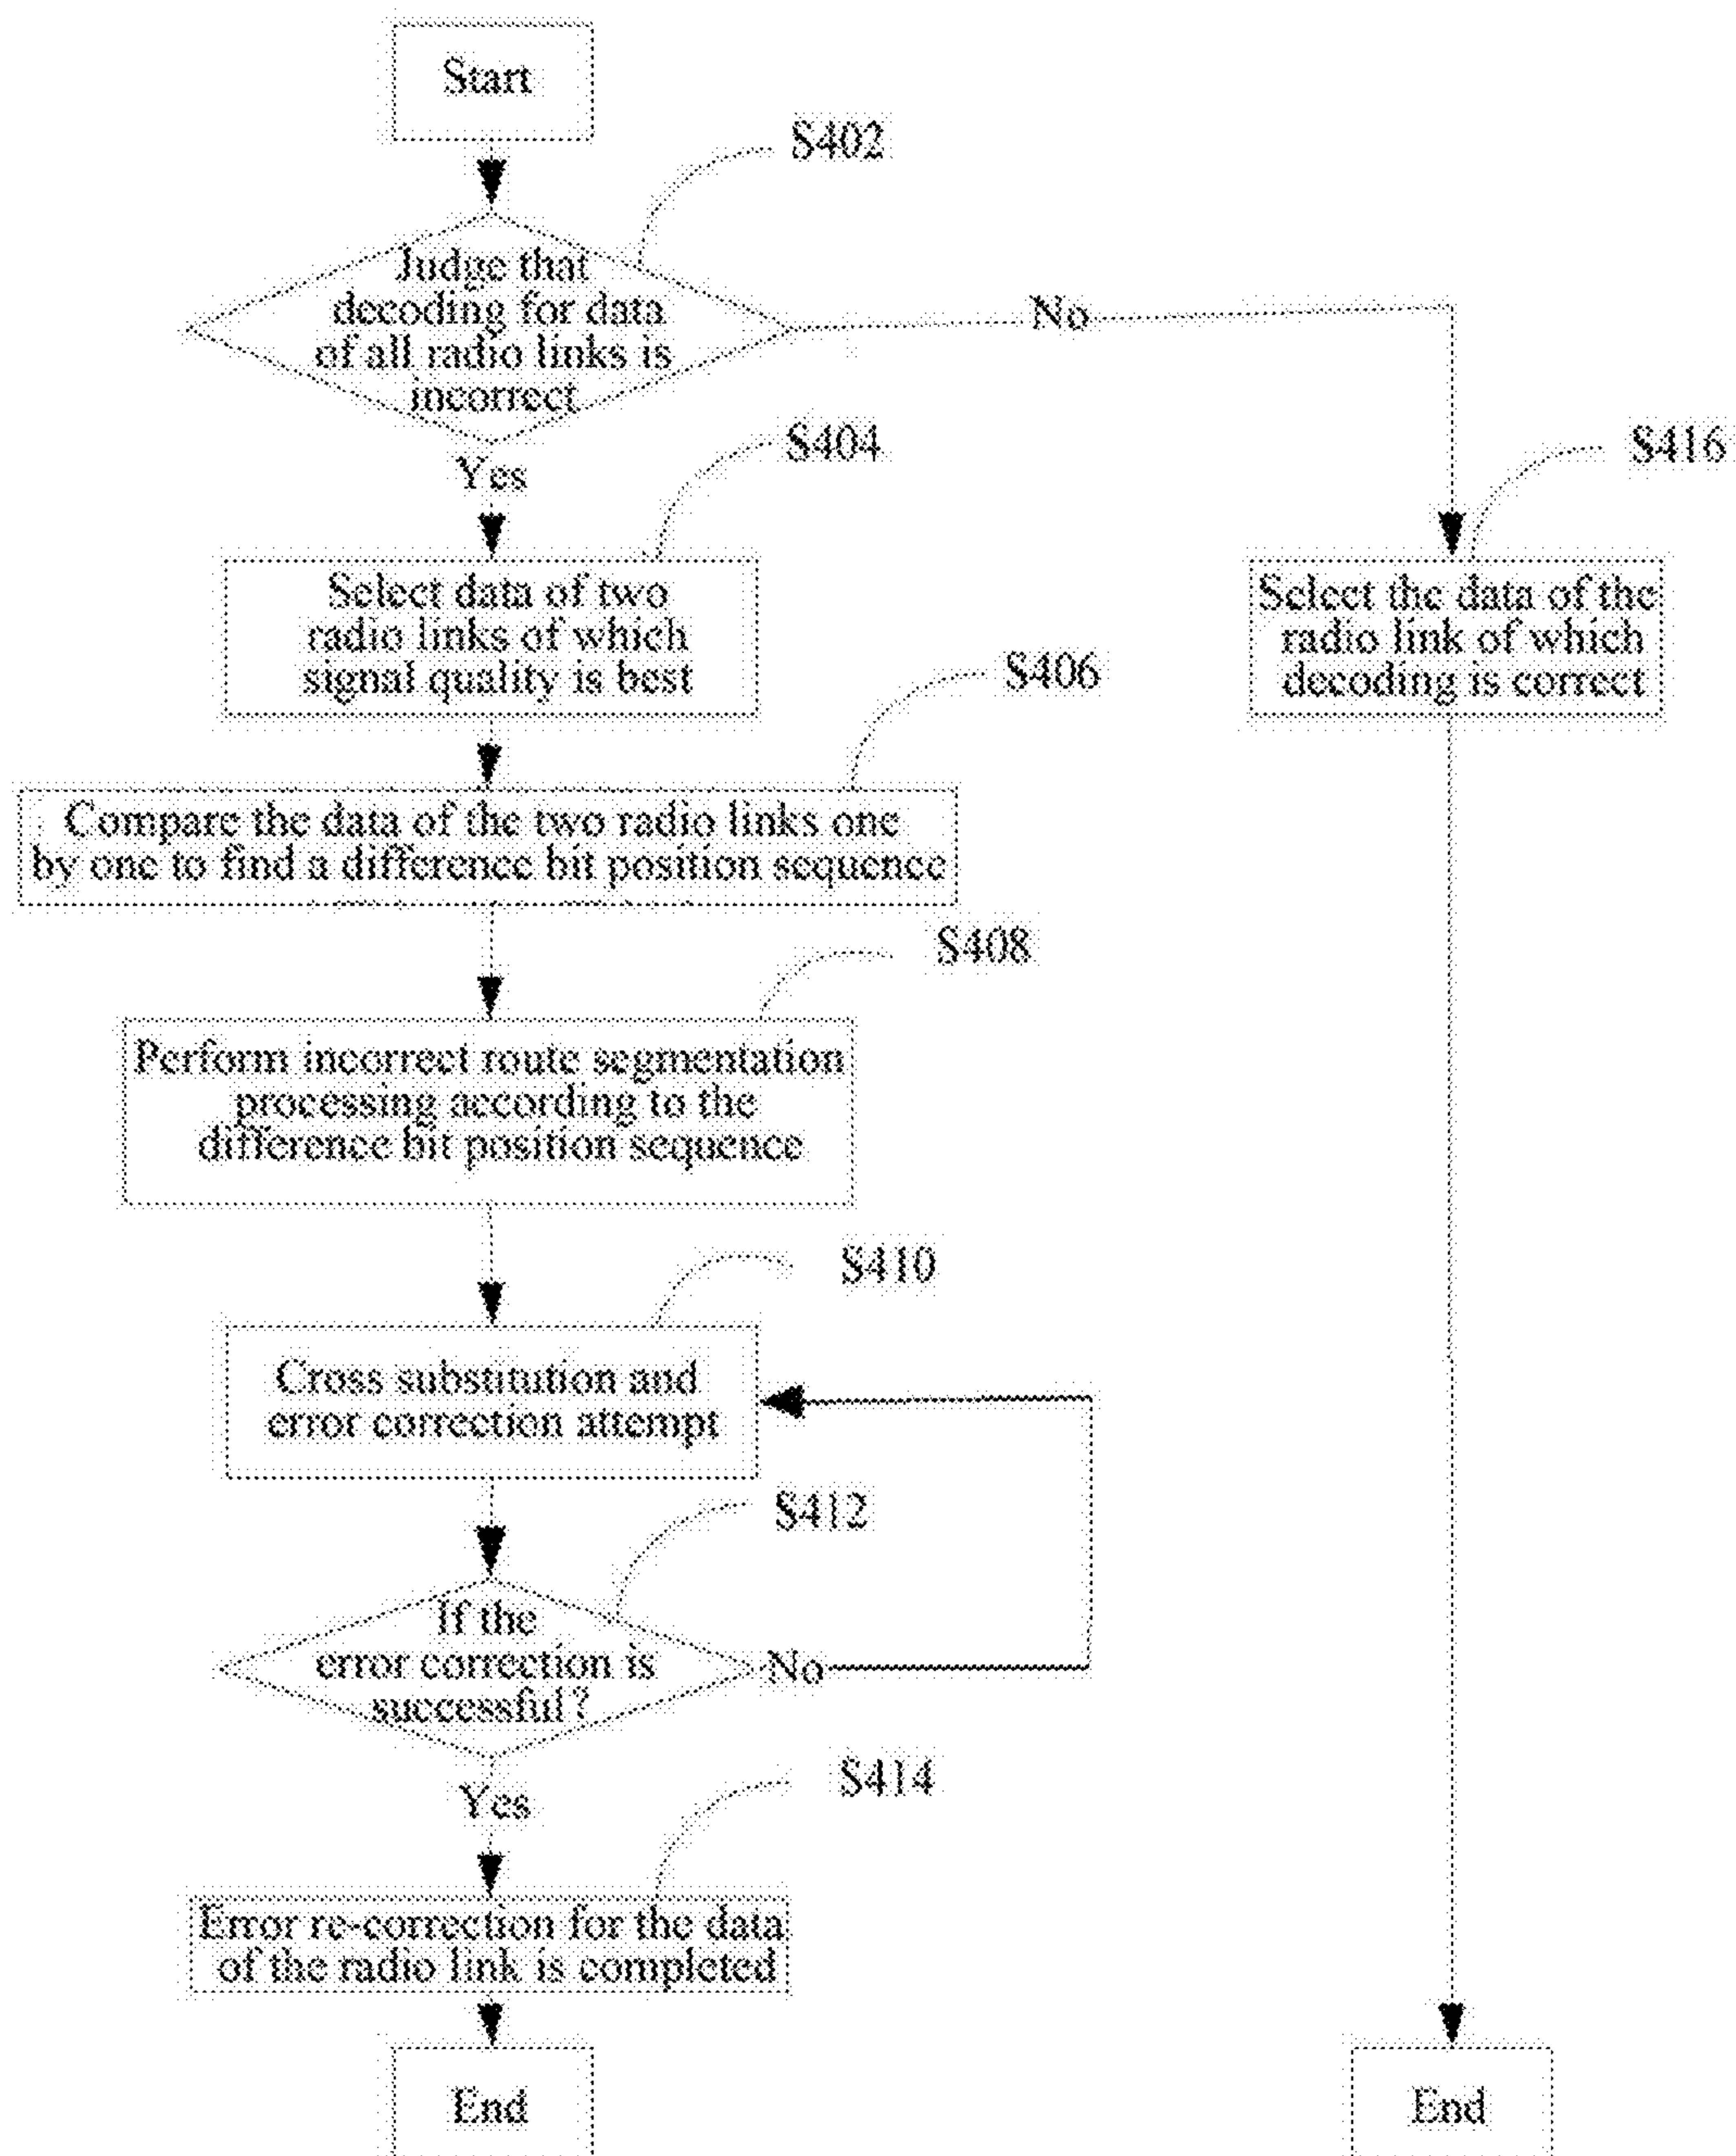 Start
S402
Judge that
decoding for data
of all radio links is
incorrect
No
Yes
S404
S416
Select data of two
radio links of which
signal quality is best
Select the data of the
radio link of which
decoding is correct
S406
Compare the data of the two radio links one
by one to find a difference bit position sequence
S408
Perform incorrect route segmentation
processing according to the
difference bit position sequence
S410
Cross substitution and
error correction attempt
S412
If the
error correction is
successful?
No
Yes
S414
Error re-correction for the data
of the radio link is completed
End
End